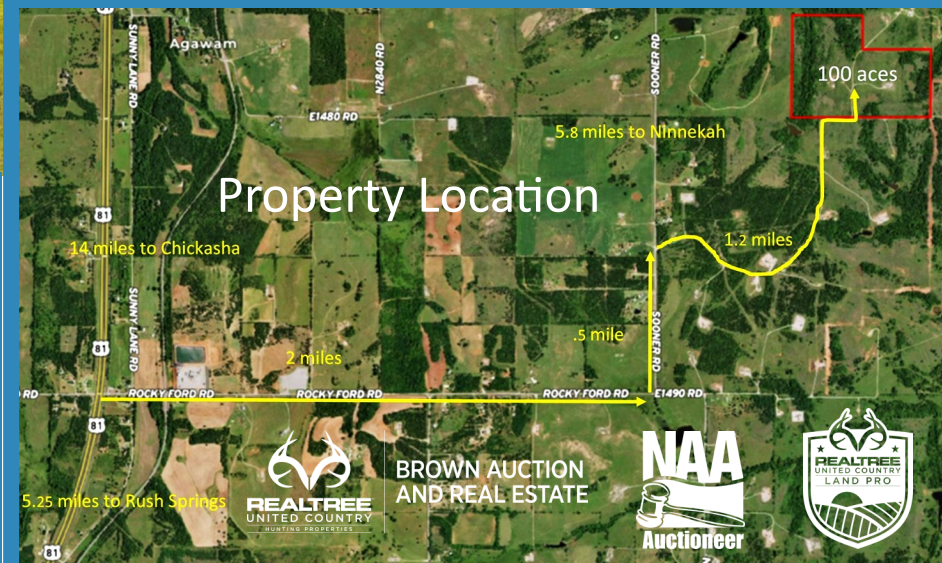 81
Agawam
SUNNY LANE RD
N2840 RD
SOONER RD
100 aces
E1480 RD
5.8 miles to NInnekah
Property Location
81
14 miles to Chickasha
1.2 miles
SUNNY LANE RD
.5 mile
SOONER RD
81
2 miles
RD
ROCKY FORD RD
ROCKY FORD RD
ROCKY FORD RD
E1490 RD
81
5.25 miles to Rush Springs
REALTREE
UNITED COUNTRY
HUNTING PROPERTIES
BROWN AUCTION
AND REAL ESTATE
NAA
Auctioneer
REALTREE
UNITED COUNTRY
LAND PRO
81